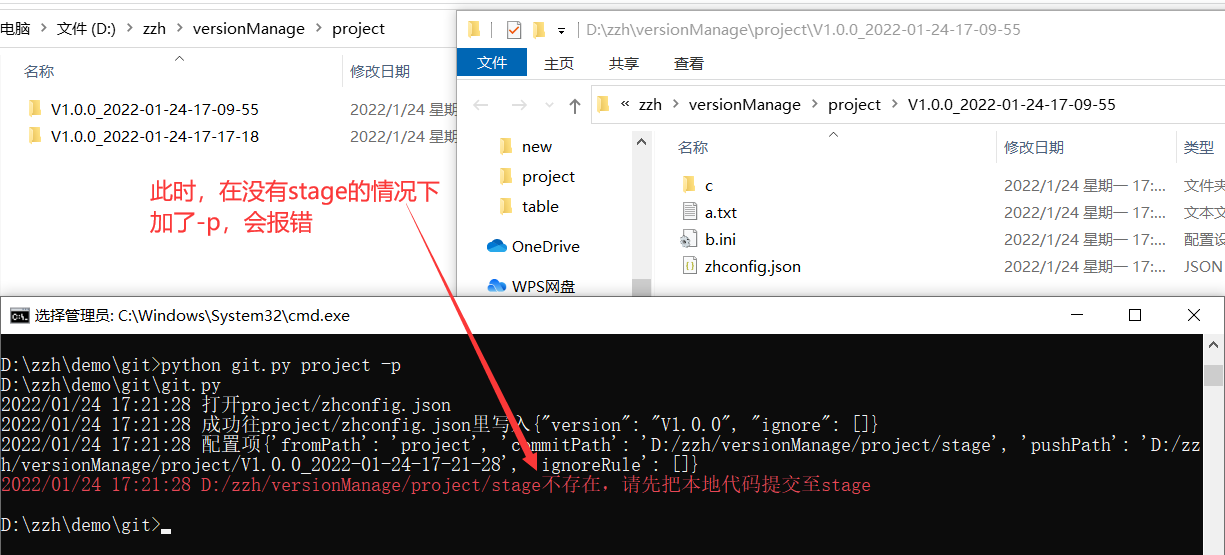 电脑 > 文件 (D:) > zzh > versionManage > project
名称 修改日期
V1.0.0_2022-01-24-17-09-55 2022/1/24 星期
V1.0.0_2022-01-24-17-17-18 2022/1/24 星期
此时，在没有stage的情况下
加了-p，会报错
D:\zzh\versionManage\project\V1.0.0_2022-01-24-17-09-55
文件 主页 共享 查看
« zzh > versionManage > project > V1.0.0_2022-01-24-17-09-55
new
project
table
OneDrive
WPS网盘
名称 修改日期 类型
c 2022/1/24 星期一 17:... 文件夹
a.txt 2022/1/24 星期一 17:... 文本文
b.ini 2022/1/24 星期一 17:... 配置设
zhconfig.json 2022/1/24 星期一 17:... JSON
选择管理员: C:\Windows\System32\cmd.exe
D:\zzh\demo\git>python git.py project -p
D:\zzh\demo\git\git.py
2022/01/24 17:21:28 打开project/zhconfig.json
2022/01/24 17:21:28 成功往project/zhconfig.json里写入{"version": "V1.0.0", "ignore": []}
2022/01/24 17:21:28 配置项{'fromPath': 'project', 'commitPath': 'D:/zzh/versionManage/project/stage', 'pushPath': 'D:/zz
h/versionManage/project/V1.0.0_2022-01-24-17-21-28', 'ignoreRule': []}
2022/01/24 17:21:28 D:/zzh/versionManage/project/stage不存在，请先把本地代码提交至stage
D:\zzh\demo\git>